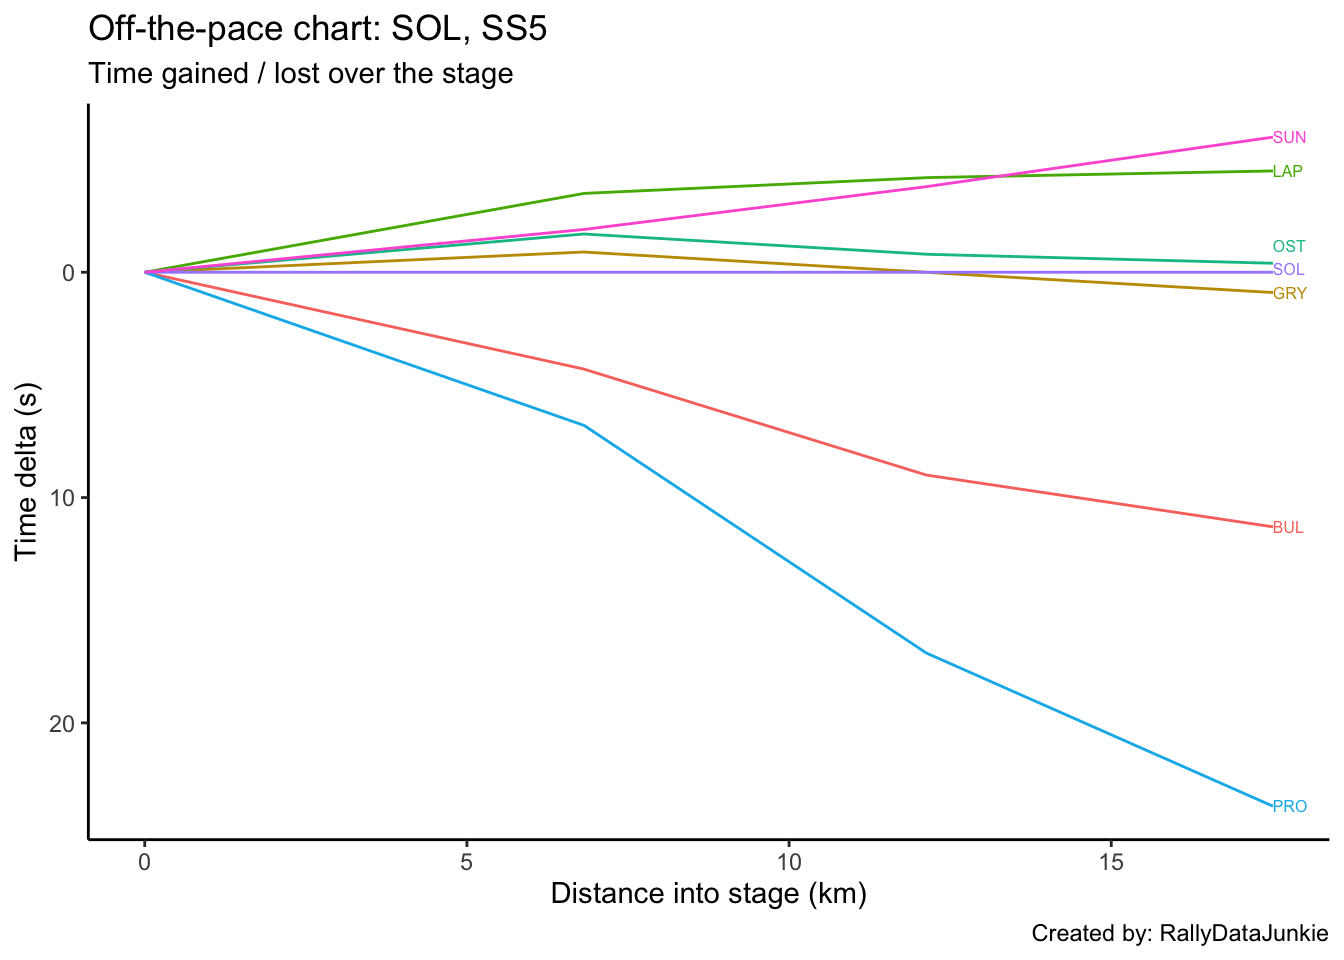 Off-the-pace chart: SOL, SS5
Time gained / lost over the stage
SUN
LAP
OST
SOL
GRY
BUL
PRO
0
10
20
Time delta (s)
0 5 10 15
Distance into stage (km)
Created by: RallyDataJunkie